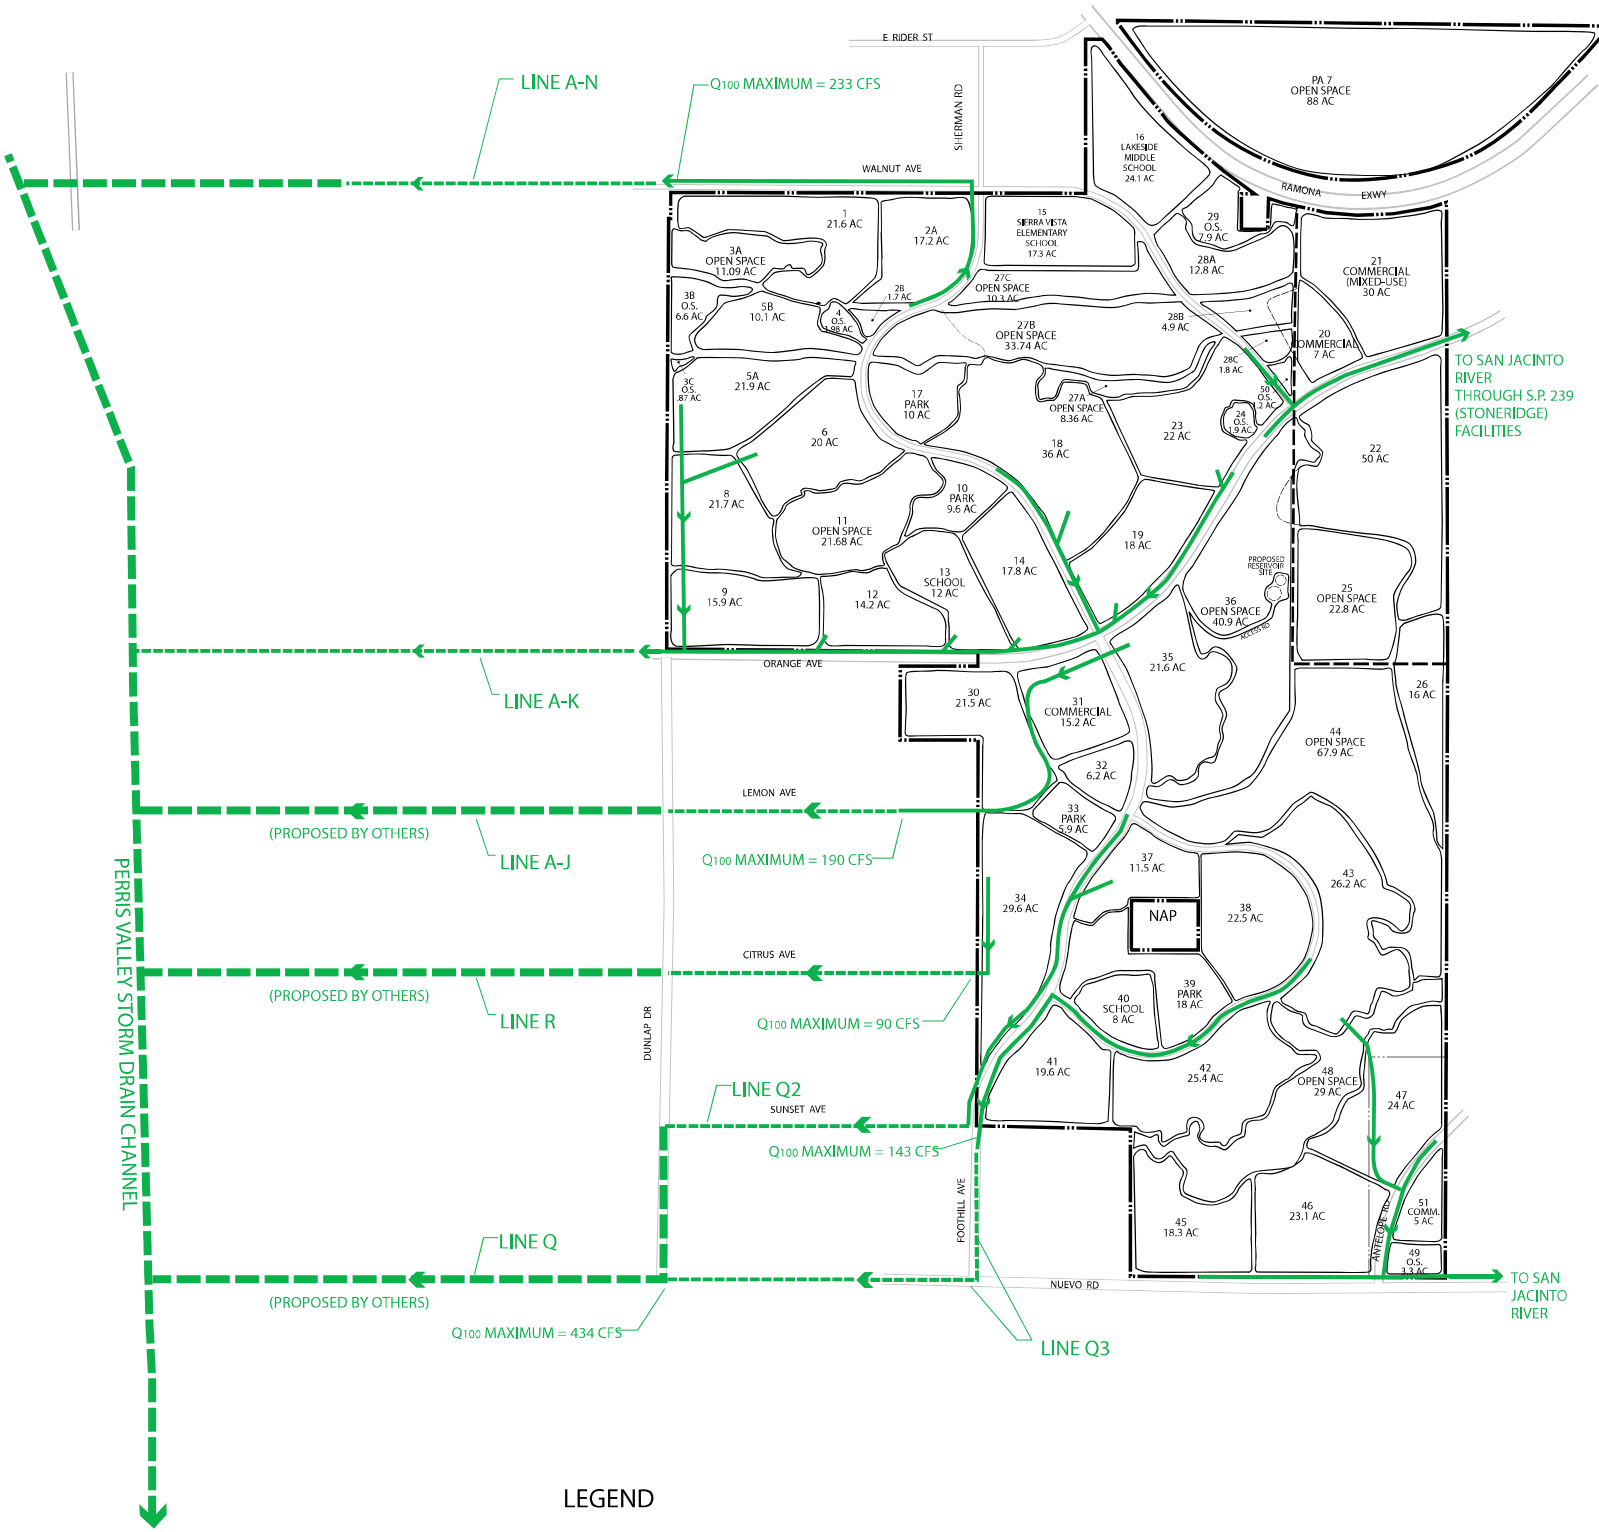 E RIDER ST
LINE A-N
Q100 MAXIMUM = 233 CFS
SHERMAN RD
WALNUT AVE
PA 7
OPEN SPACE
88 AC
16
LAKESIDE
MIDDLE
SCHOOL
24.1 AC
RAMONA EXWY
1
21.6 AC
2A
17.2 AC
15
SIERRA VISTA
ELEMENTARY
SCHOOL
17.3 AC
29
O.S.
7.9 AC
28A
12.8 AC
21
COMMERCIAL
(MIXED-USE)
30 AC
3A
OPEN SPACE
11.09 AC
3B
O.S.
6.6 AC
5B
10.1 AC
4
O.S.
1.98 AC
2B
1.7 AC
27C
OPEN SPACE
10.3 AC
27B
OPEN SPACE
33.74 AC
28B
4.9 AC
20
COMMERCIAL
7 AC
28C
1.8 AC
TO SAN JACINTO
RIVER
THROUGH S.P. 239
(STONERIDGE)
FACILITIES
3C
O.S.
.87 AC
5A
21.9 AC
17
PARK
10 AC
27A
OPEN SPACE
8.36 AC
50
O.S.
.2 AC
24
O.S.
1.9 AC
23
22 AC
6
20 AC
18
36 AC
22
50 AC
8
21.7 AC
10
PARK
9.6 AC
11
OPEN SPACE
21.68 AC
19
18 AC
14
17.8 AC
13
SCHOOL
12 AC
PROPOSED
RESERVOIR
SITE
9
15.9 AC
12
14.2 AC
36
OPEN SPACE
40.9 AC
ACCESS RD
25
OPEN SPACE
22.8 AC
ORANGE AVE
LINE A-K
30
21.5 AC
31
COMMERCIAL
15.2 AC
35
21.6 AC
26
16 AC
44
OPEN SPACE
67.9 AC
32
6.2 AC
LEMON AVE
33
PARK
5.9 AC
(PROPOSED BY OTHERS)
LINE A-J
Q100 MAXIMUM = 190 CFS
37
11.5 AC
43
26.2 AC
34
29.6 AC
NAP
38
22.5 AC
PERRIS VALLEY STORM DRAIN CHANNEL
CITRUS AVE
(PROPOSED BY OTHERS)
LINE R
39
PARK
18 AC
40
SCHOOL
8 AC
Q100 MAXIMUM = 90 CFS
DUNLAP DR
41
19.6 AC
42
25.4 AC
48
OPEN SPACE
29 AC
47
24 AC
LINE Q2
SUNSET AVE
Q100 MAXIMUM = 143 CFS
FOOTHILL AVE
45
18.3 AC
46
23.1 AC
ANTELOPE RD
51
COMM.
5 AC
49
O.S.
3.3 AC
LINE Q
(PROPOSED BY OTHERS)
NUEVO RD
TO SAN
JACINTO
RIVER
Q100 MAXIMUM = 434 CFS
LINE Q3
LEGEND